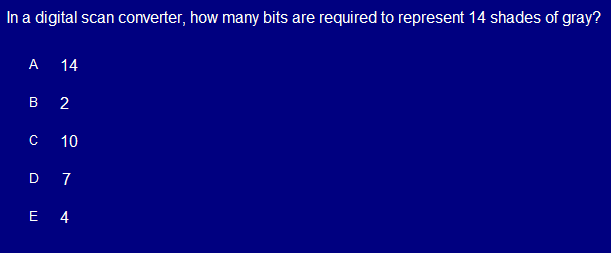 In a digital scan converter, how many bits are required to represent 14 shades of gray?
A 14
B 2
C 10
D 7
E 4